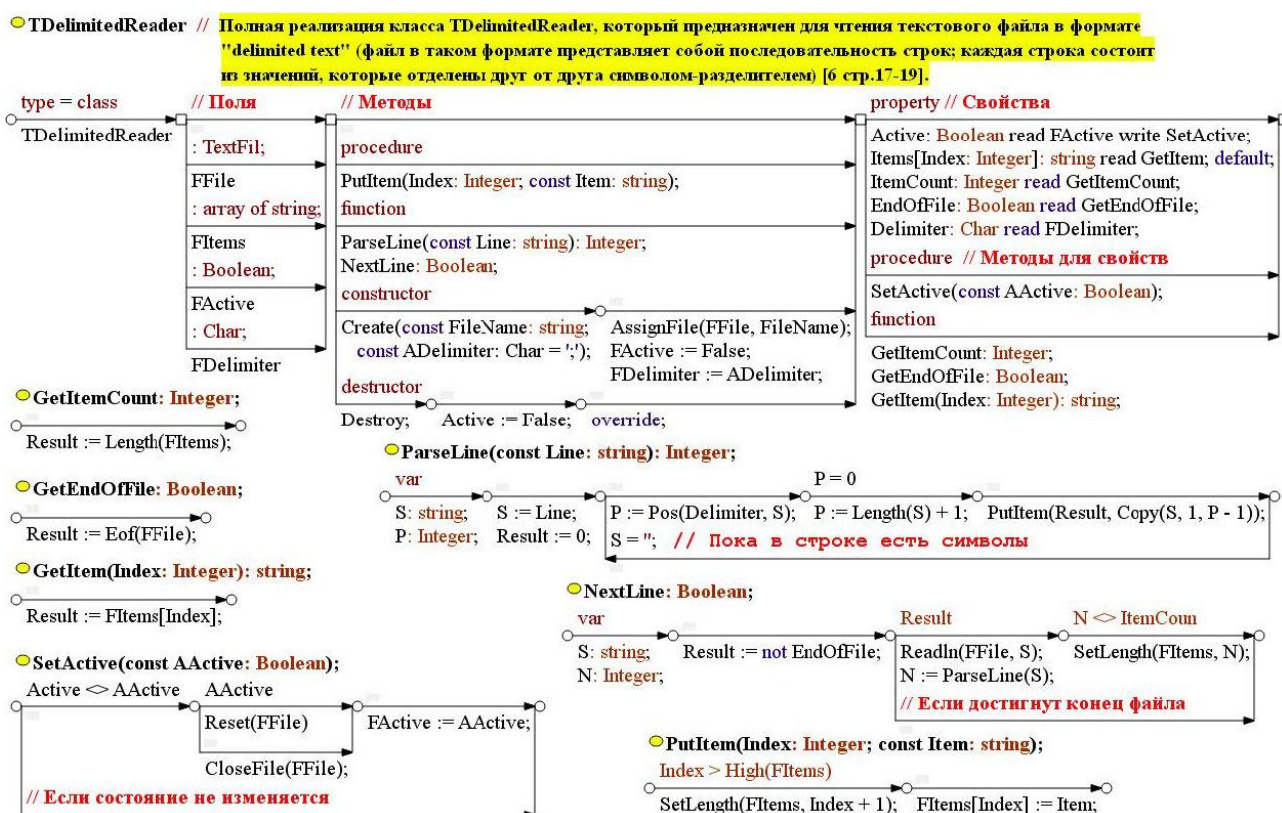 TDelimitedReader // Полная реализация класса TDelimitedReader, который предназначен для чтения текстового файла в формате
"delimited text" (файл в таком формате представляет собой последовательность строк; каждая строка состоит
из значений, которые отделены друг от друга символом-разделителем) [6 стр.17-19].
type = class
TDelimitedReader
// Поля
: TextFil;
FFile
: array of string;
FItems
: Boolean;
FActive
: Char;
FDelimiter
// Методы
procedure
PutItem(Index: Integer; const Item: string);
function
ParseLine(const Line: string): Integer;
NextLine: Boolean;
constructor
Create(const FileName: string;
const ADelimiter: Char = ';');
AssignFile(FFile, FileName);
FActive := False;
FDelimiter := ADelimiter;
destructor
Destroy; Active := False; override;
property // Свойства
Active: Boolean read FActive write SetActive;
Items[Index: Integer]: string read GetItem; default;
ItemCount: Integer read GetItemCount;
EndOfFile: Boolean read GetEndOfFile;
Delimiter: Char read FDelimiter;
procedure // Методы для свойств
SetActive(const AActive: Boolean);
function
GetItemCount: Integer;
GetEndOfFile: Boolean;
GetItem(Index: Integer): string;
GetItemCount: Integer;
Result := Length(FItems);
GetEndOfFile: Boolean;
Result := Eof(FFile);
GetItem(Index: Integer): string;
Result := FItems[Index];
SetActive(const AActive: Boolean);
Active <> AActive AActive
Reset(FFile) FActive := AActive;
CloseFile(FFile);
// Если состояние не изменяется
ParseLine(const Line: string): Integer;
var P = 0
S: string; S := Line; P := Pos(Delimiter, S); P := Length(S) + 1; PutItem(Result, Copy(S, 1, P - 1));
P: Integer; Result := 0; S = ''; // Пока в строке есть символы
NextLine: Boolean;
var Result N <> ItemCoun
S: string; Result := not EndOfFile; Readln(FFile, S); SetLength(FItems, N);
N: Integer; N := ParseLine(S);
// Если достигнут конец файла
PutItem(Index: Integer; const Item: string);
Index > High(FItems)
SetLength(FItems, Index + 1); FItems[Index] := Item;